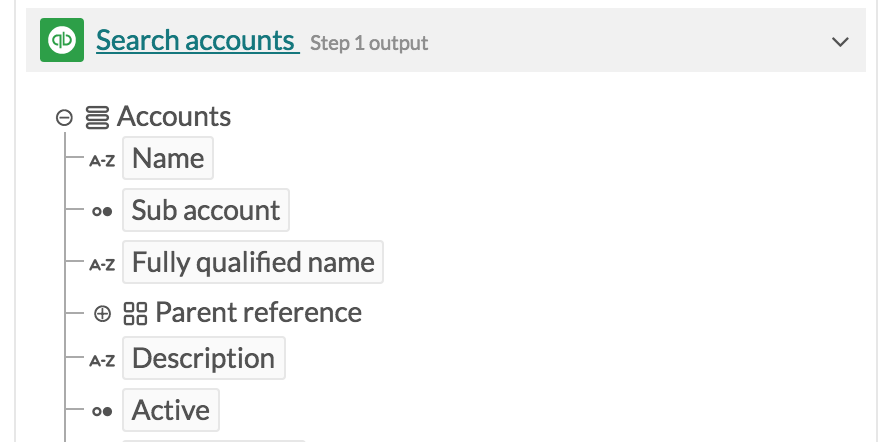 qb Search accounts Step 1 output
Accounts
A-Z Name
Sub account
A-Z Fully qualified name
Parent reference
A-Z Description
Active